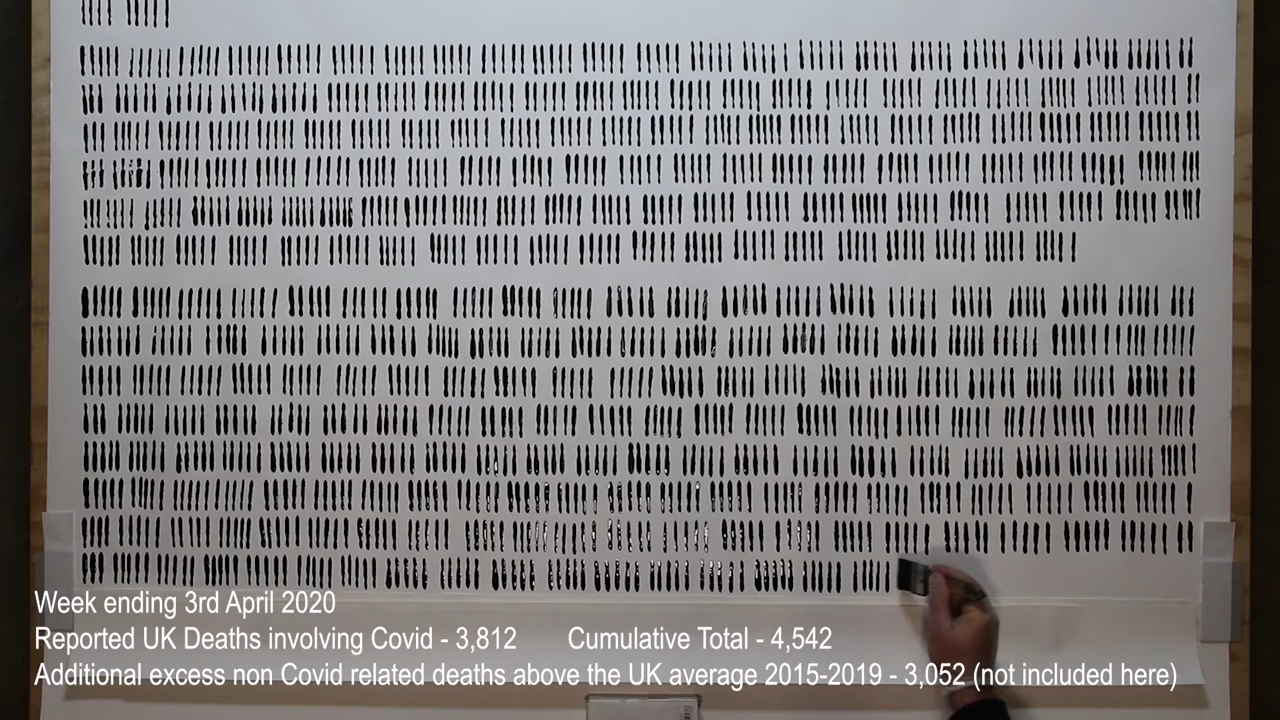 Week ending 3rd April 2020
Reported UK Deaths involving Covid - 3,812 Cumulative Total - 4,542
Additional excess non Covid related deaths above the UK average 2015-2019 - 3,052 (not included here)